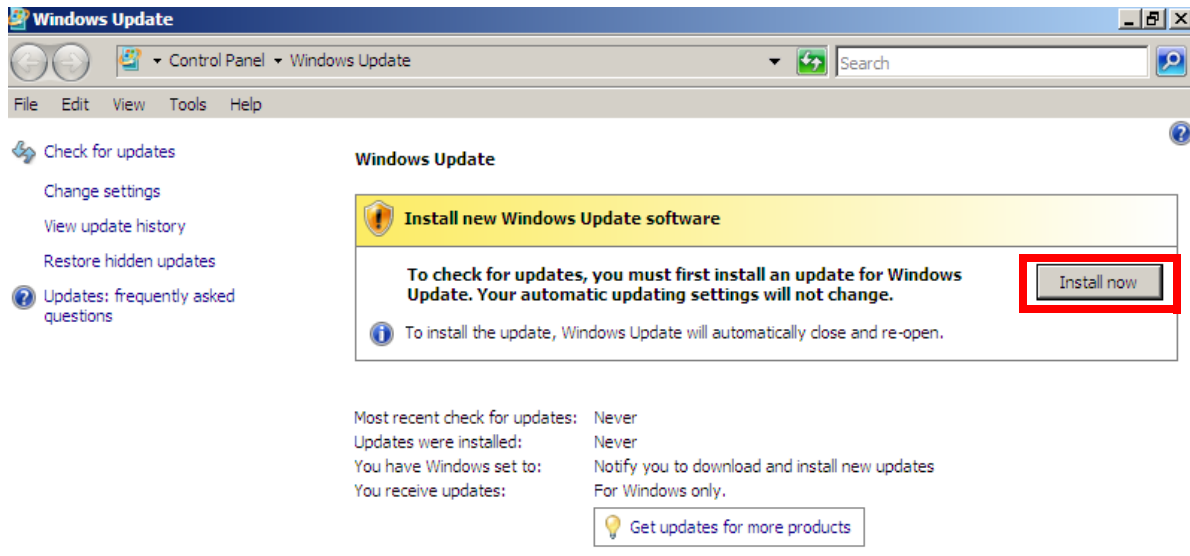 Windows Update
Control Panel Windows Update
Search
File Edit View Tools Help
Check for updates
Change settings
View update history
Restore hidden updates
Updates: frequently asked
questions
Windows Update
Install new Windows Update software
To check for updates, you must first install an update for Windows
Update. Your automatic updating settings will not change.
Install now
To install the update, Windows Update will automatically close and re-open.
Most recent check for updates: Never
Updates were installed: Never
You have Windows set to: Notify you to download and install new updates
You receive updates: For Windows only.
Get updates for more products